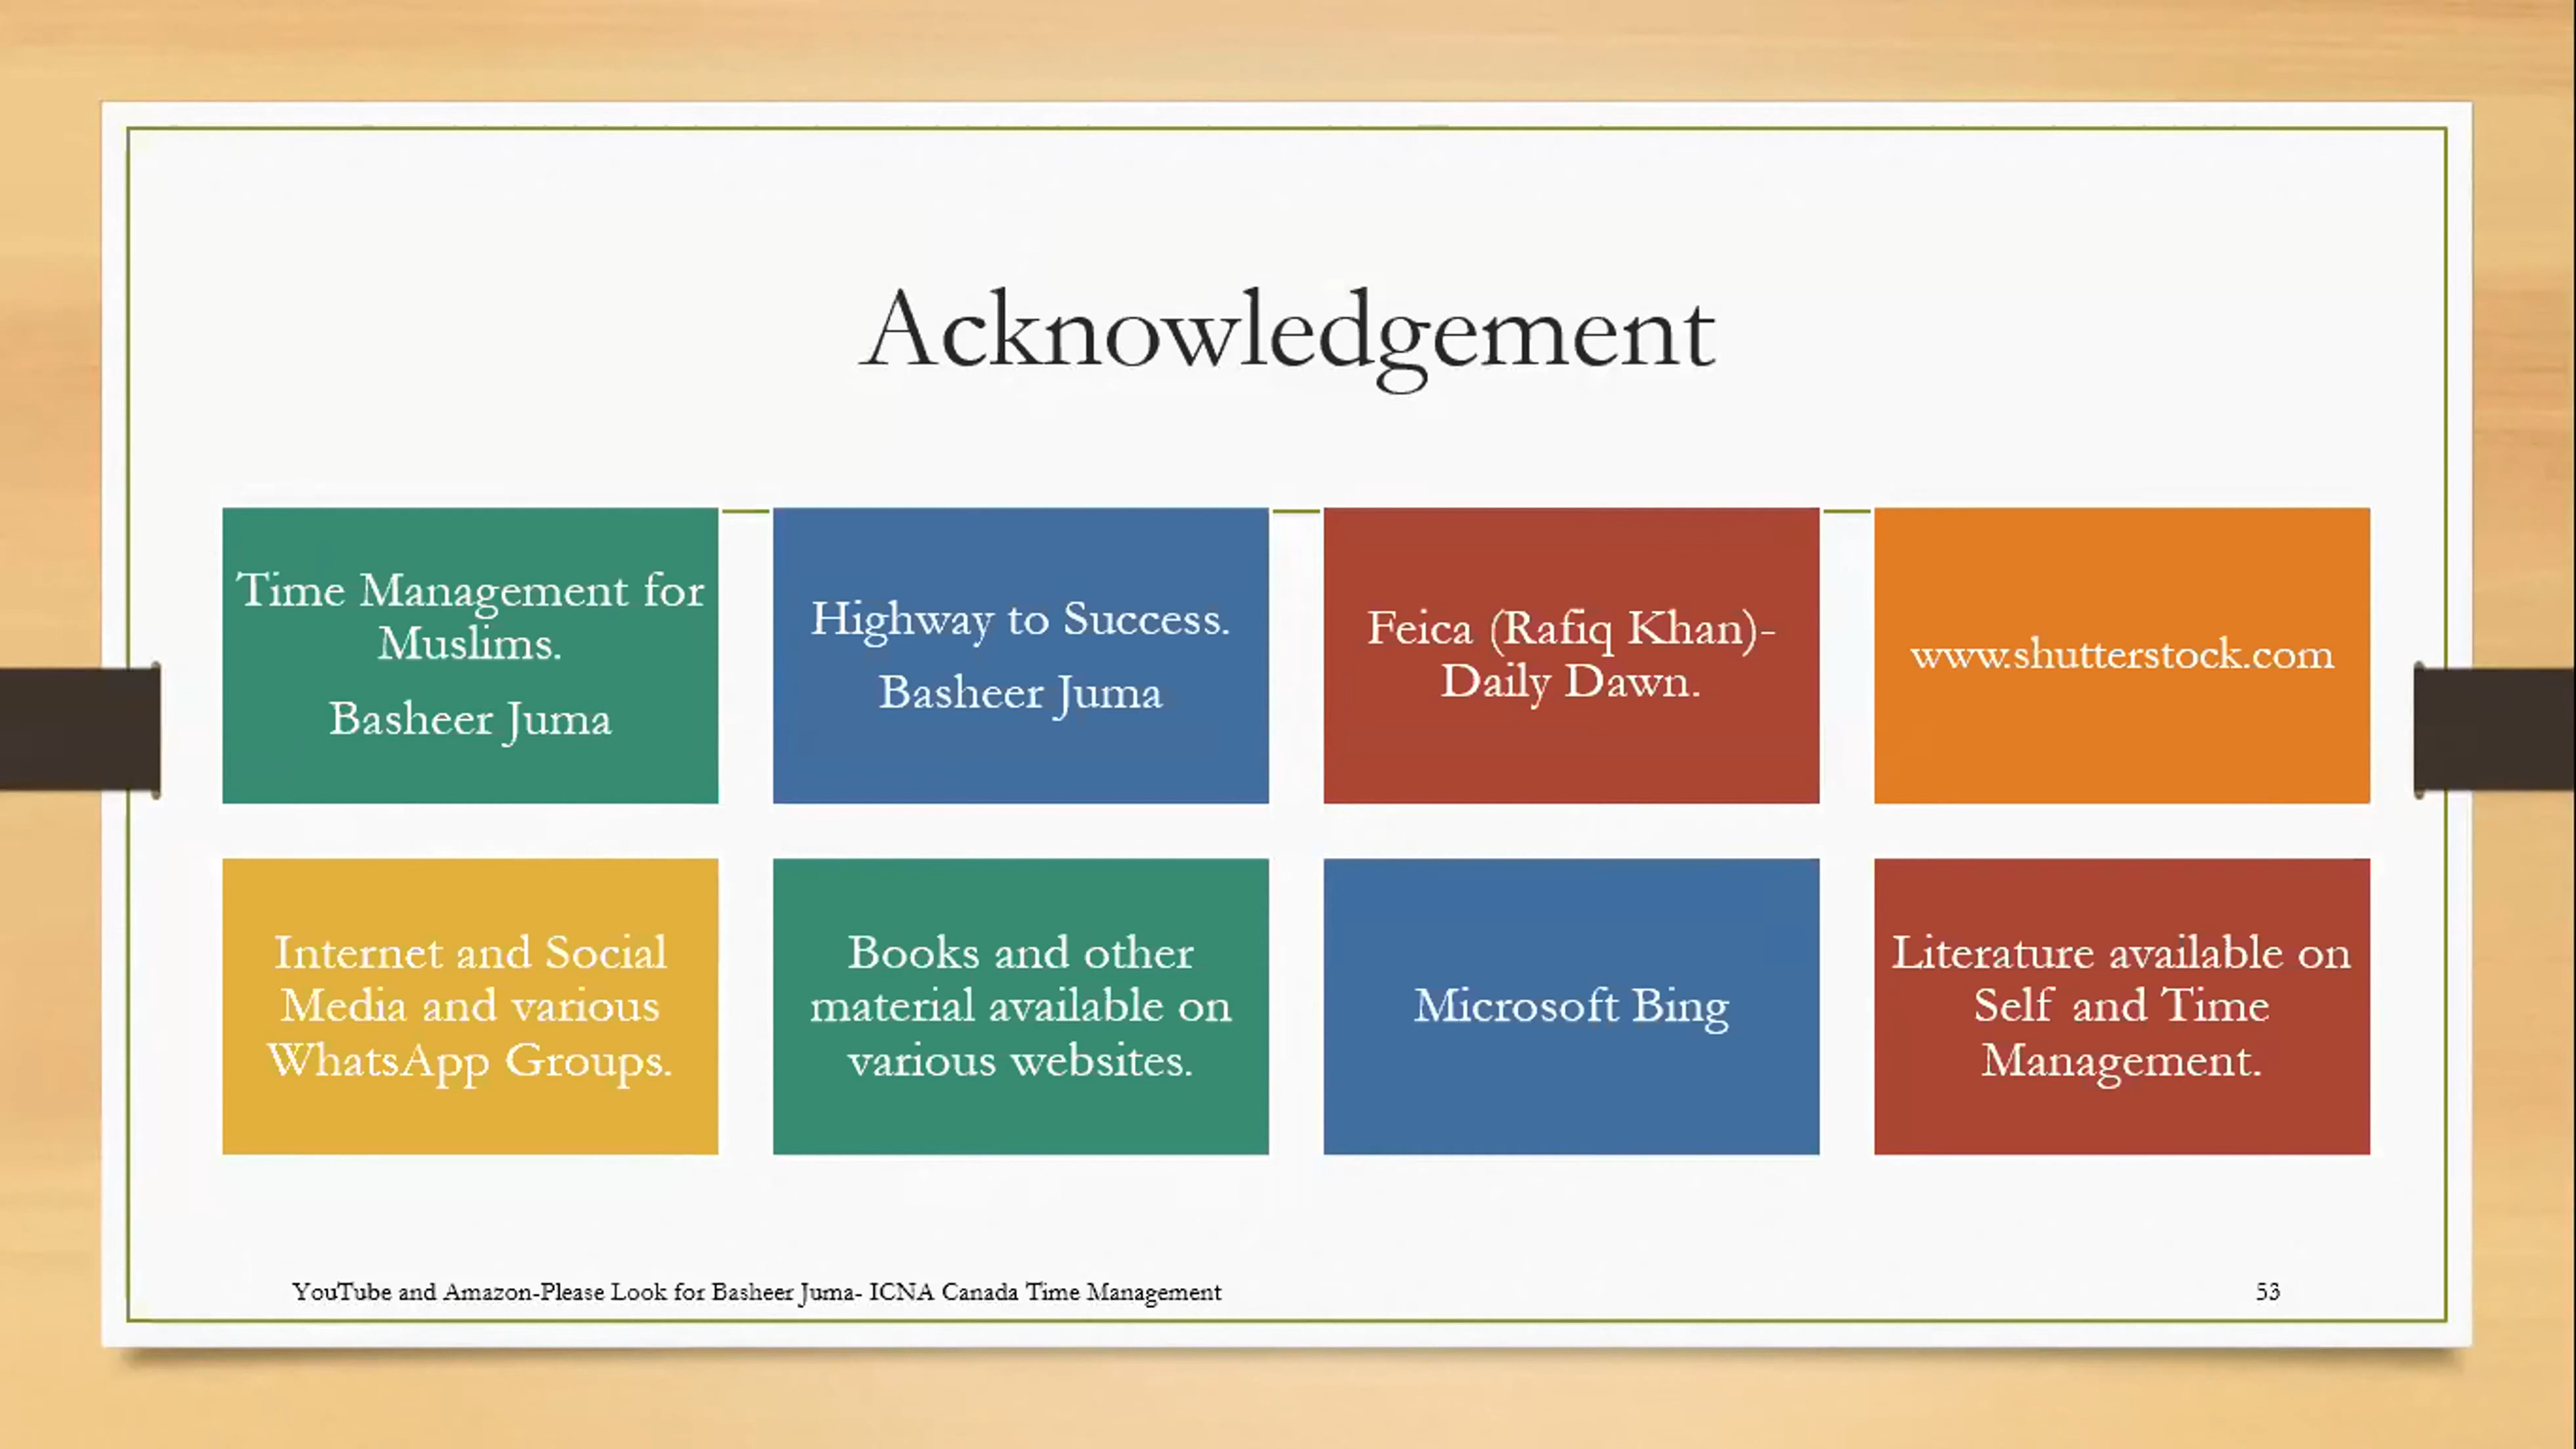 Acknowledgement
Time Management for
Muslims.
Basheer Juma
Highway to Success.
Basheer Juma
Feica (Rafiq Khan)-
Daily Dawn.
www.shutterstock.com
Internet and Social
Media and various
WhatsApp Groups.
Books and other
material available on
various websites.
Microsoft Bing
Literature available on
Self and Time
Management.
YouTube and Amazon-Please Look for Basheer Juma- ICNA Canada Time Management
53